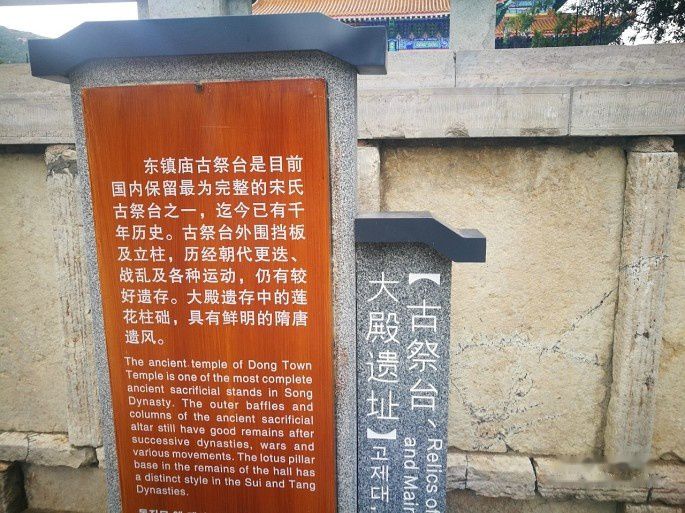 东镇庙古祭台是目前
国内保留最为完整的宋氏
古祭台之一，迄今已有千
年历史。古祭台外围挡板
及立柱，历经朝代更迭、
战乱及各种运动，仍有较
好遗存。大殿遗存中的莲
花柱础，具有鲜明的隋唐
遗风。
The ancient temple of Dong Town
Temple is one of the most complete
ancient sacrificial stands in Song
Dynasty. The outer baffles and
columns of the ancient sacrificial
altar still have good remains after
successive dynasties, wars and
various movements. The lotus pillar
base in the remains of the hall has
a distinct style in the Sui and Tang
Dynasties.
【古祭台、
大殿遗址】
Relics of
and Main
고제대,